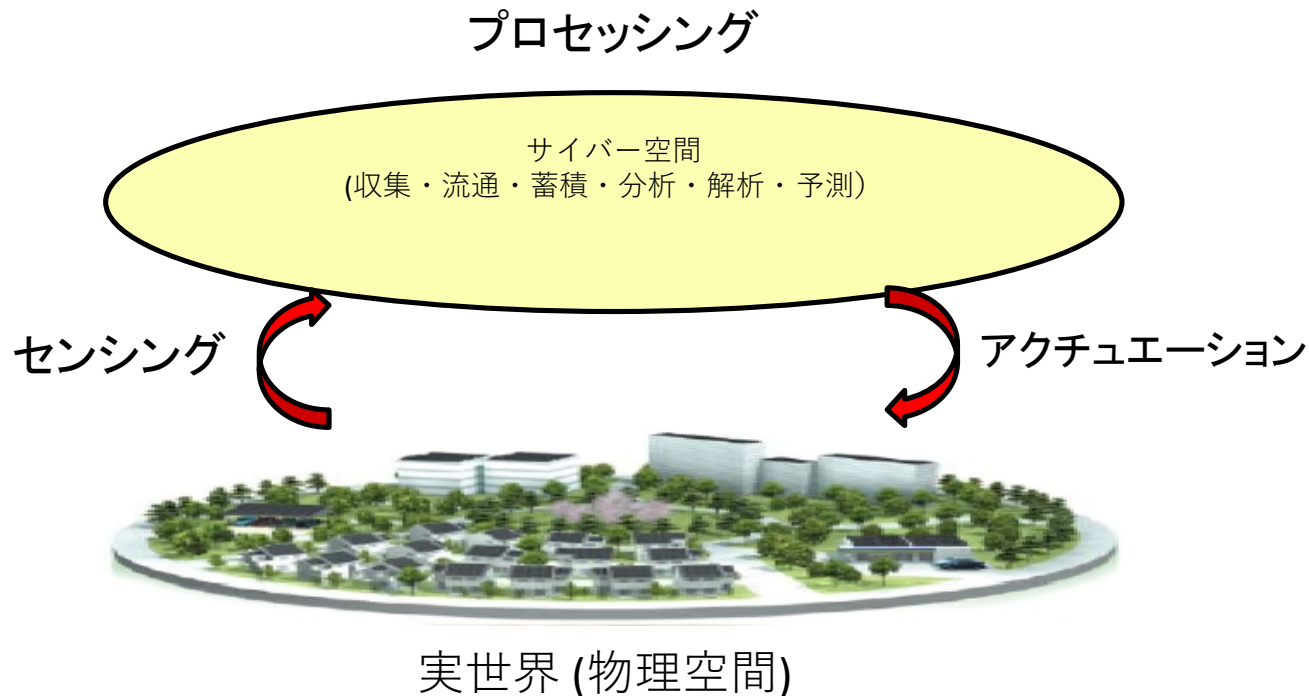 プロセッシング
サイバー空間
(収集・流通・蓄積・分析・解析・予測）
センシング
アクチュエーション
実世界 (物理空間)